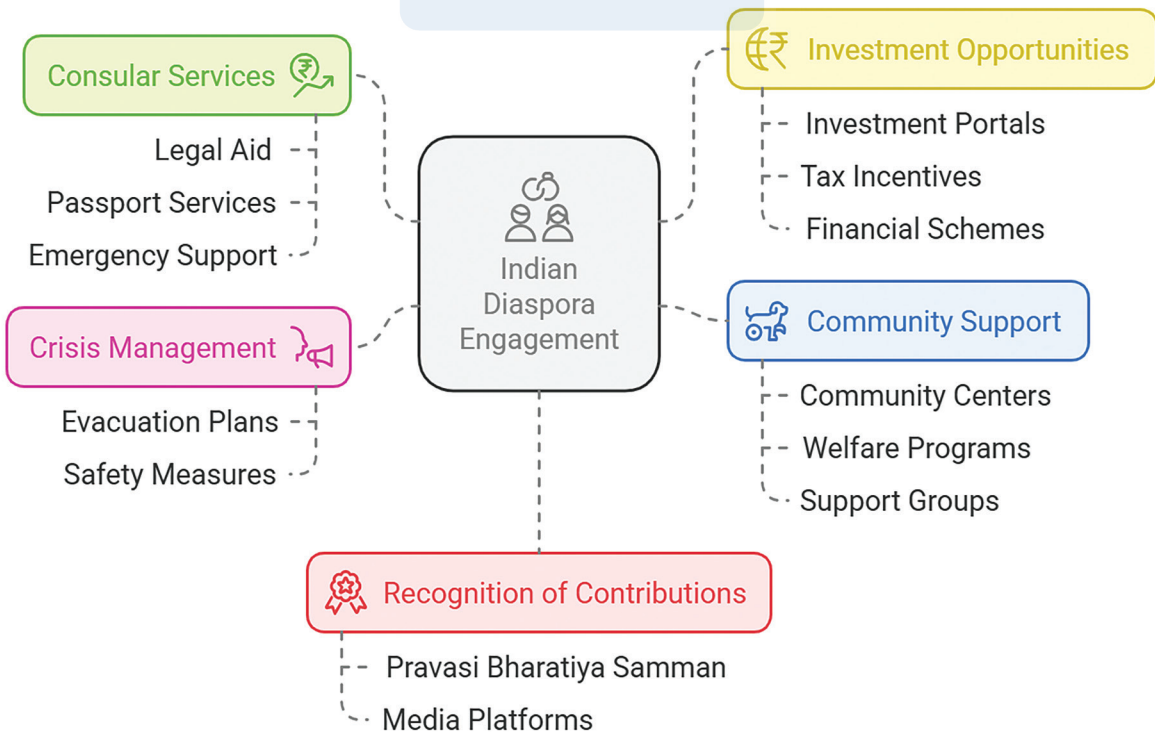 Consular Services
Legal Aid
Passport Services
Emergency Support
Crisis Management
Evacuation Plans
Safety Measures
Indian
Diaspora
Engagement
Investment Opportunities
Investment Portals
Tax Incentives
Financial Schemes
Community Support
Community Centers
Welfare Programs
Support Groups
Recognition of Contributions
Pravasi Bharatiya Samman
Media Platforms